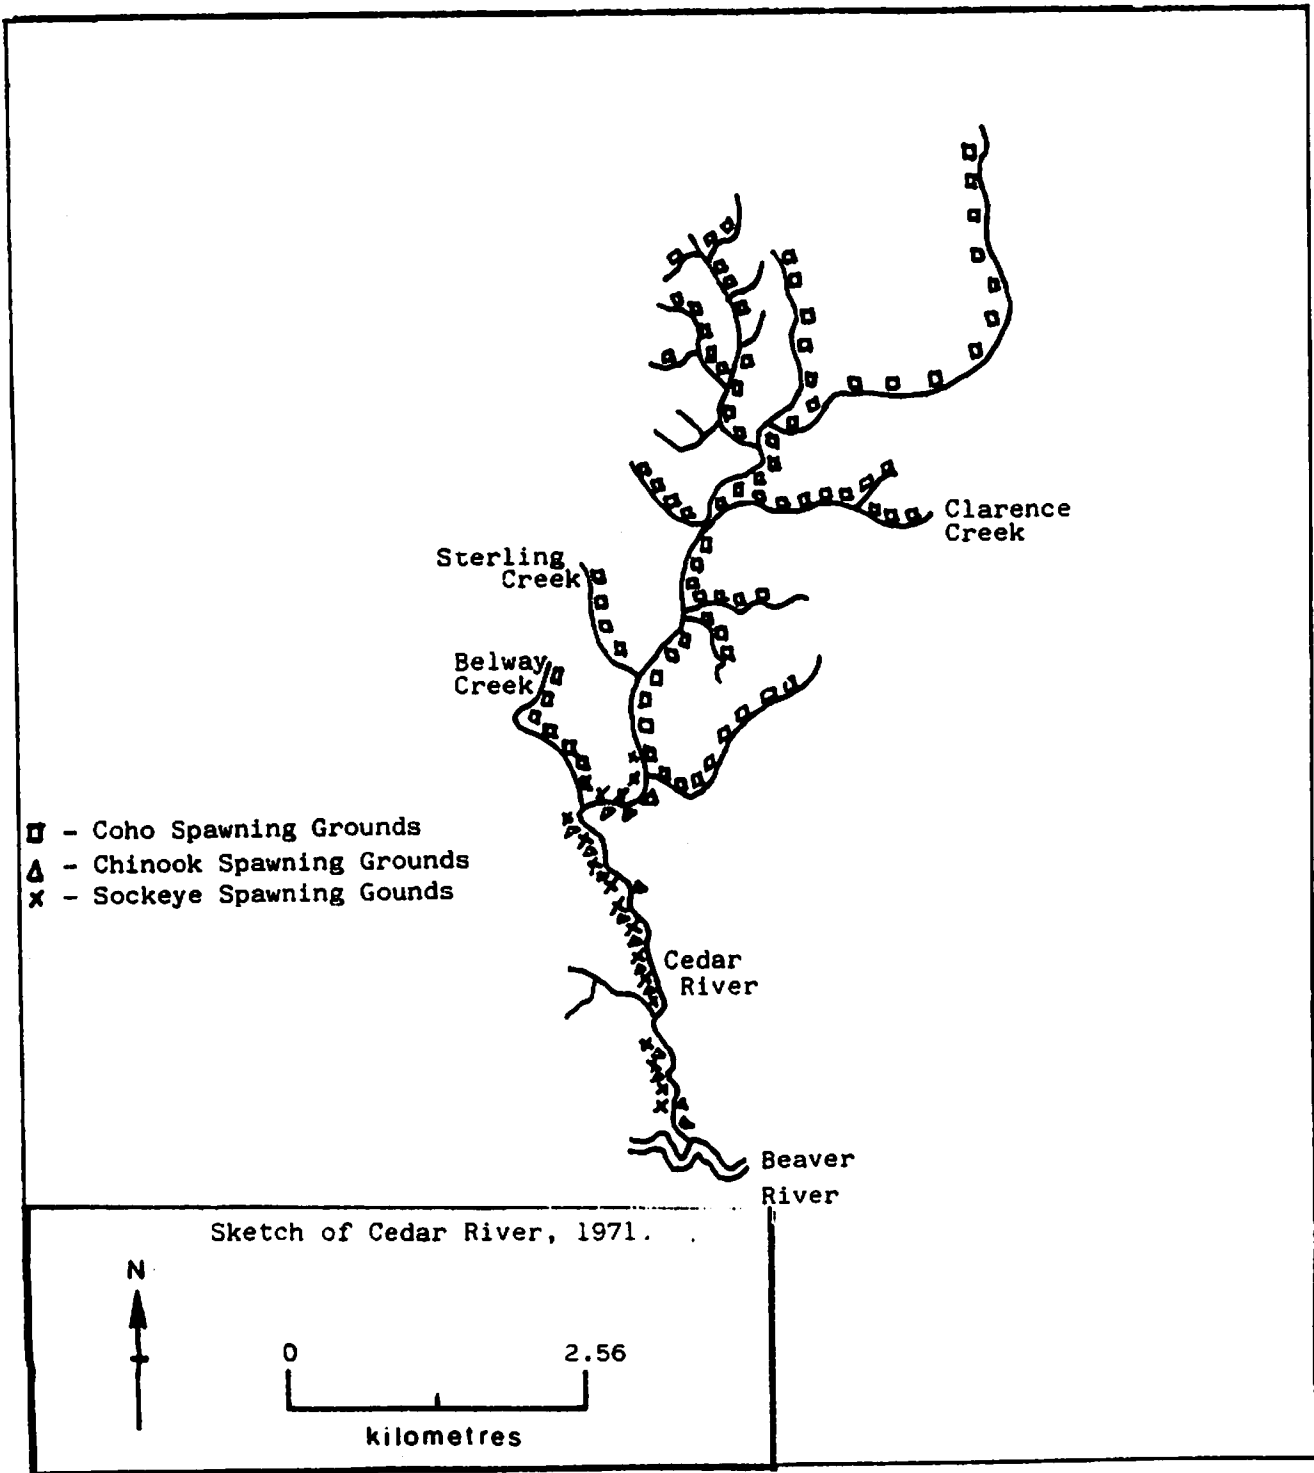 Clarence
Creek
Sterling
Creek
Belway
Creek
- Coho Spawning Grounds
- Chinook Spawning Grounds
x - Sockeye Spawning Gounds
Cedar
River
Beaver
River
Sketch of Cedar River, 1971.
N
0 2.56
kilometres